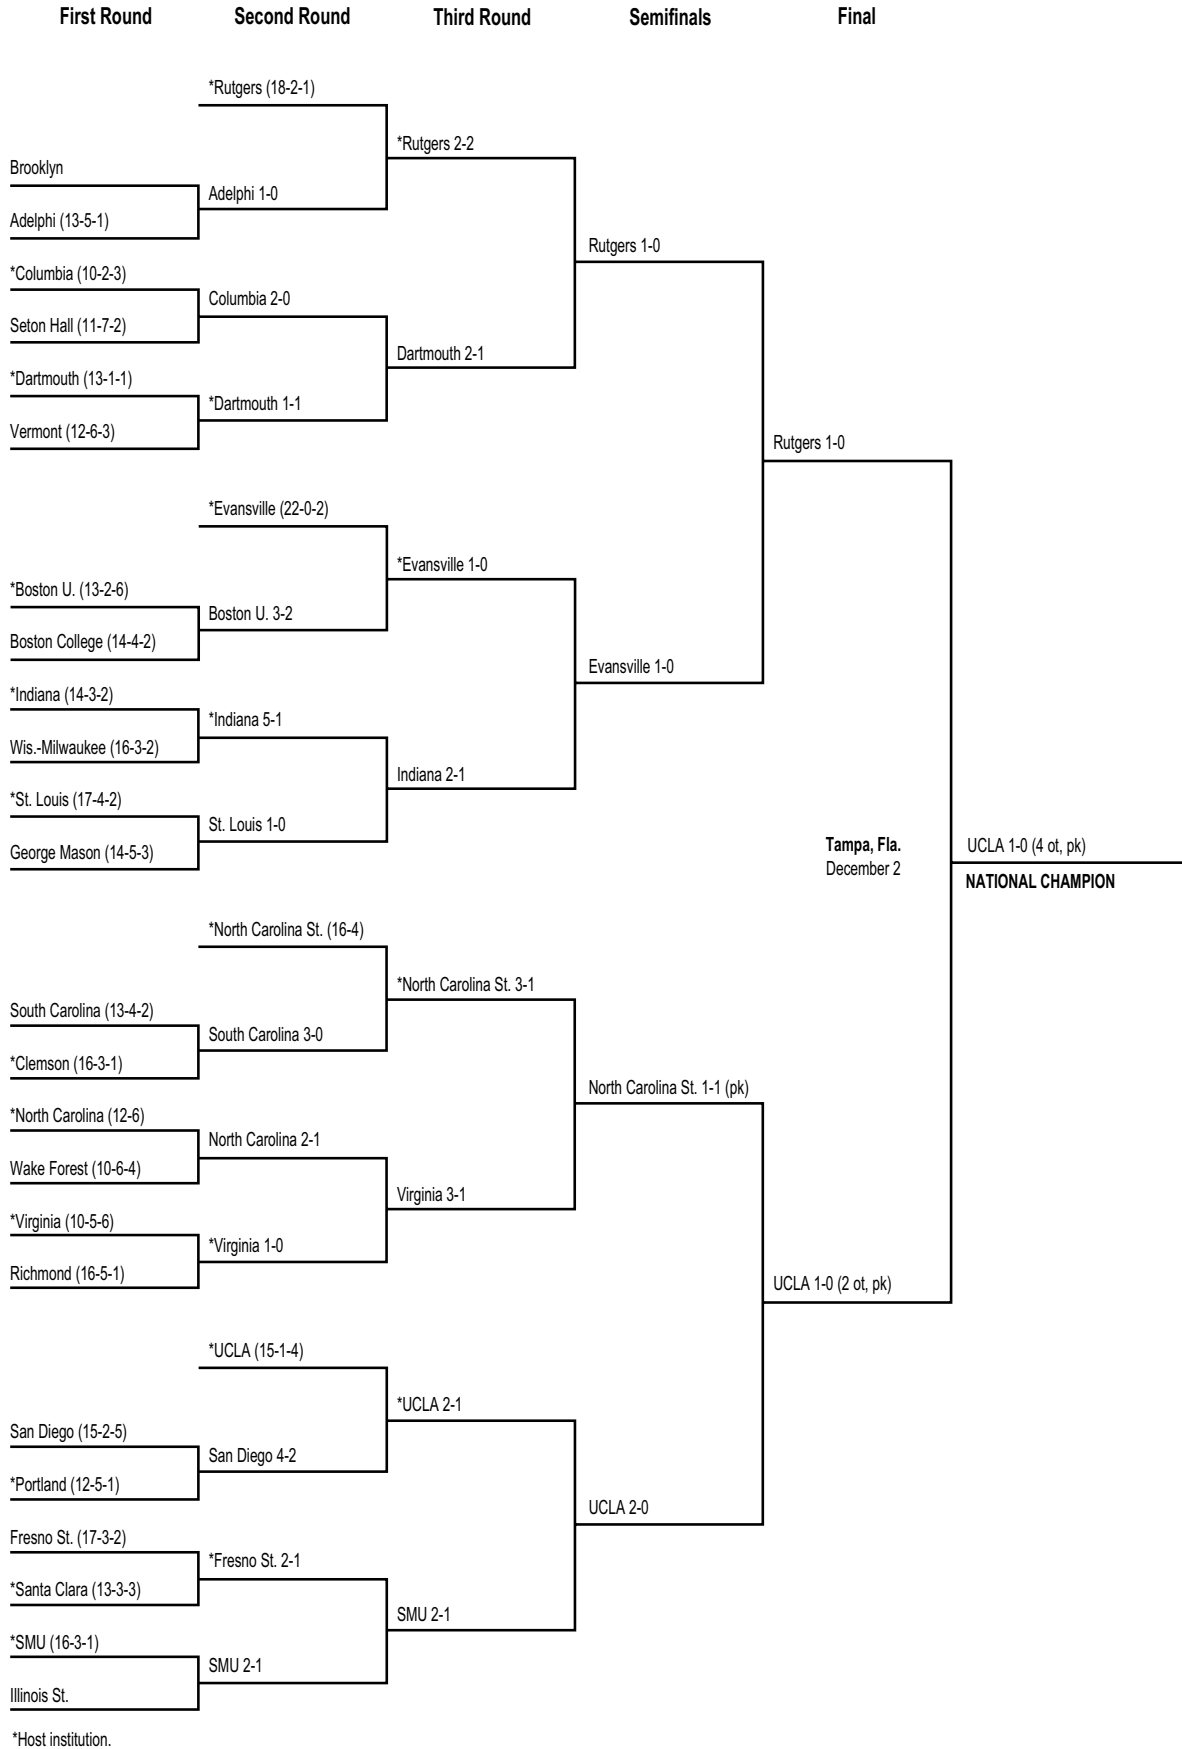 First Round
Second Round
Third Round
Semifinals
Final
*Rutgers (18-2-1)
*Rutgers 2-2
Brooklyn
Adelphi 1-0
Adelphi (13-5-1)
Rutgers 1-0
*Columbia (10-2-3)
Columbia 2-0
Seton Hall (11-7-2)
Dartmouth 2-1
*Dartmouth (13-1-1)
*Dartmouth 1-1
Vermont (12-6-3)
Rutgers 1-0
*Evansville (22-0-2)
*Evansville 1-0
*Boston U. (13-2-6)
Boston U. 3-2
Boston College (14-4-2)
Evansville 1-0
*Indiana (14-3-2)
*Indiana 5-1
Wis.-Milwaukee (16-3-2)
Indiana 2-1
*St. Louis (17-4-2)
St. Louis 1-0
George Mason (14-5-3)
Tampa, Fla.
December 2
UCLA 1-0 (4 ot, pk)
NATIONAL CHAMPION
*North Carolina St. (16-4)
*North Carolina St. 3-1
South Carolina (13-4-2)
South Carolina 3-0
*Clemson (16-3-1)
North Carolina St. 1-1 (pk)
*North Carolina (12-6)
North Carolina 2-1
Wake Forest (10-6-4)
Virginia 3-1
*Virginia (10-5-6)
*Virginia 1-0
Richmond (16-5-1)
UCLA 1-0 (2 ot, pk)
*UCLA (15-1-4)
*UCLA 2-1
San Diego (15-2-5)
San Diego 4-2
*Portland (12-5-1)
UCLA 2-0
Fresno St. (17-3-2)
*Fresno St. 2-1
*Santa Clara (13-3-3)
SMU 2-1
*SMU (16-3-1)
SMU 2-1
Illinois St.
*Host institution.